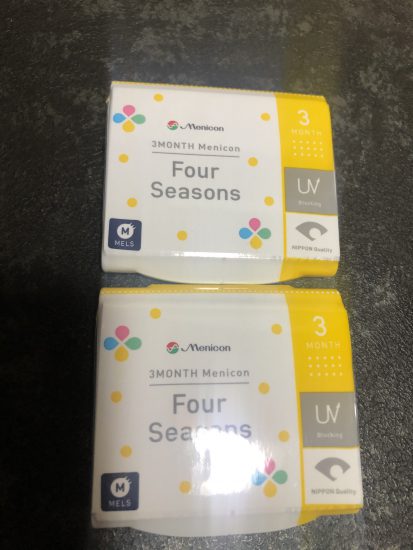 Menicon
3MONTH Menicon
Four
Seasons
3
MONTH
UV
Blocking
NIPPON Quality
M
MELS
Menicon
3MONTH Menicon
Four
Seasons
3
MONTH
UV
Blocking
NIPPON Quality
M
MELS